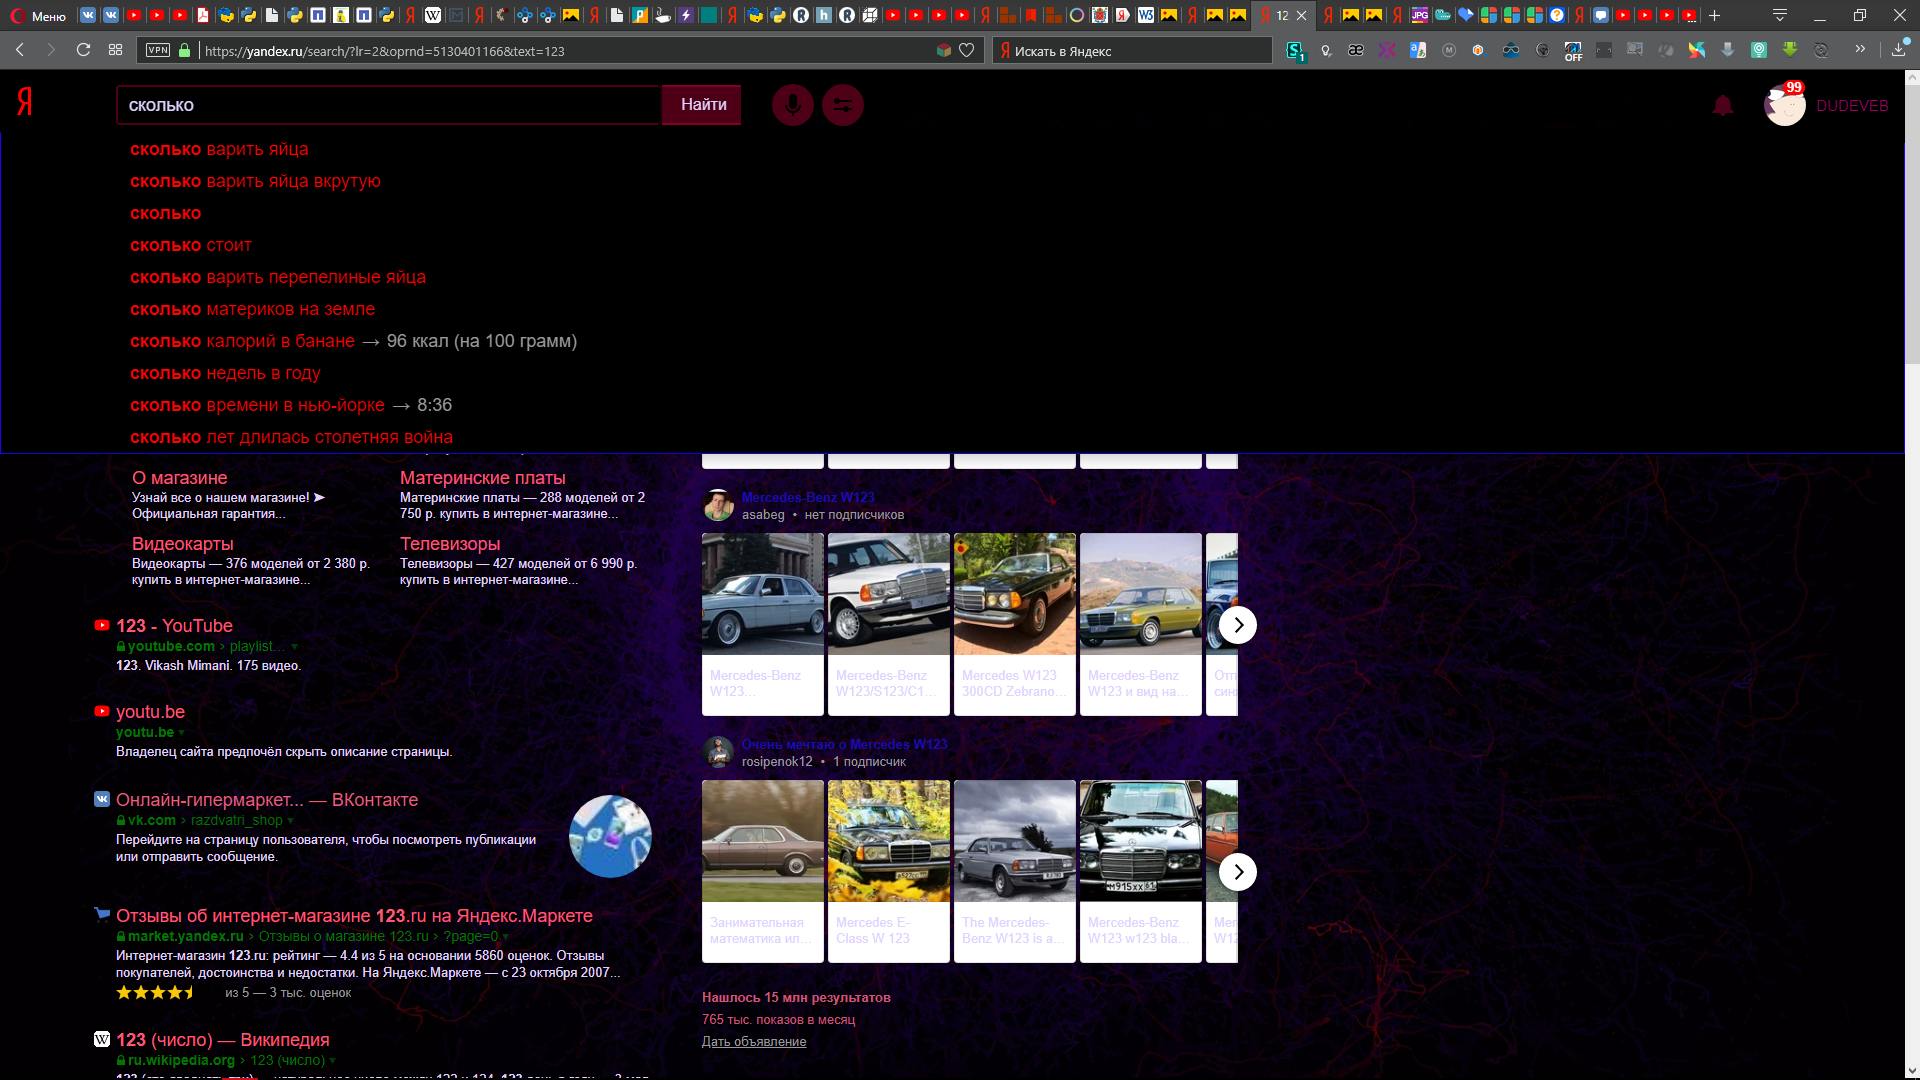 Меню
12
VPN
https://yandex.ru/search/?lr=2&oprnd=5130401166&text=123
Искать в Яндекс
1
OFF
Я
сколько
Найти
99
DUDEVEB
сколько варить яйца
сколько варить яйца вкрутую
сколько
сколько стоит
сколько варить перепелиные яйца
сколько материков на земле
сколько калорий в банане → 96 ккал (на 100 грамм)
сколько недель в году
сколько времени в нью-йорке → 8:36
сколько лет длилась столетняя война
О магазине
Узнай все о нашем магазине! ➤
Официальная гарантия...
Материнские платы
Материнские платы — 288 моделей от 2
750 р. купить в интернет-магазине...
Видеокарты
Видеокарты — 376 моделей от 2 380 р.
купить в интернет-магазине...
Телевизоры
Телевизоры — 427 моделей от 6 990 р.
купить в интернет-магазине...
123 - YouTube
youtube.com › playlist...
123. Vikash Mimani. 175 видео.
youtu.be
youtu.be
Владелец сайта предпочёл скрыть описание страницы.
Онлайн-гипермаркет... — ВКонтакте
vk.com › razdvatri_shop
Перейдите на страницу пользователя, чтобы посмотреть публикации
или отправить сообщение.
Отзывы об интернет-магазине 123.ru на Яндекс.Маркете
market.yandex.ru › Отзывы о магазине 123.ru › ?page=0
Интернет-магазин 123.ru: рейтинг — 4.4 из 5 на основании 5860 оценок. Отзывы
покупателей, достоинства и недостатки. На Яндекс.Маркете — с 23 октября 2007...
из 5 — 3 тыс. оценок
123 (число) — Википедия
ru.wikipedia.org › 123 (число)
Mercedes-Benz W123
asabeg • нет подписчиков
Mercedes-Benz
W123...
Mercedes-Benz
W123/S123/C1...
Mercedes W123
300CD Zebrano...
Mercedes-Benz
W123 и вид на...
Очень мечтаю о Mercedes W123
rosipenok12 • 1 подписчик
Занимательная
математика ил...
Mercedes E-
Class W 123
The Mercedes-
Benz W123 is a...
Mercedes-Benz
W123 w123 bla...
Нашлось 15 млн результатов
765 тыс. показов в месяц
Дать объявление